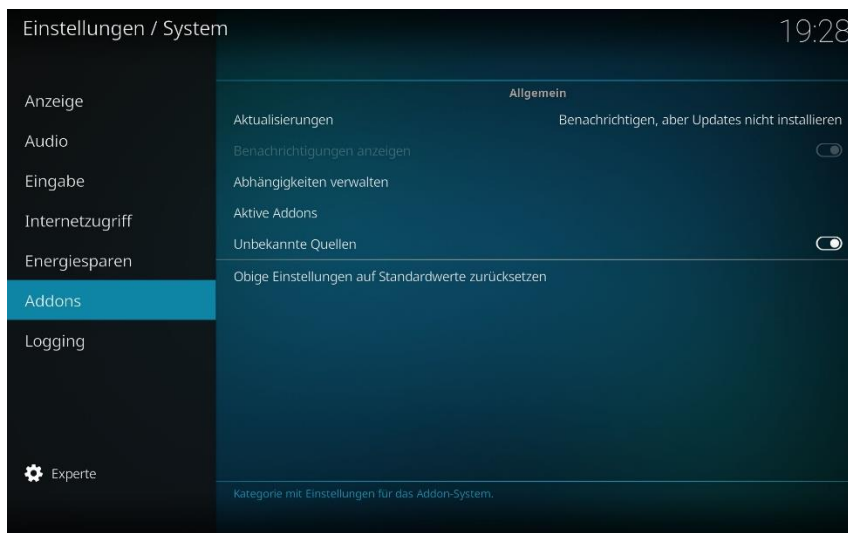 Einstellungen / System
19:28
Anzeige
Audio
Eingabe
Internetzugriff
Energiesparen
Addons
Logging
Experte
Allgemein
Aktualisierungen Benachrichtigen, aber Updates nicht installieren
Benachrichtigungen anzeigen
Abhängigkeiten verwalten
Aktive Addons
Unbekannte Quellen
Obige Einstellungen auf Standardwerte zurücksetzen
Kategorie mit Einstellungen für das Addon-System.